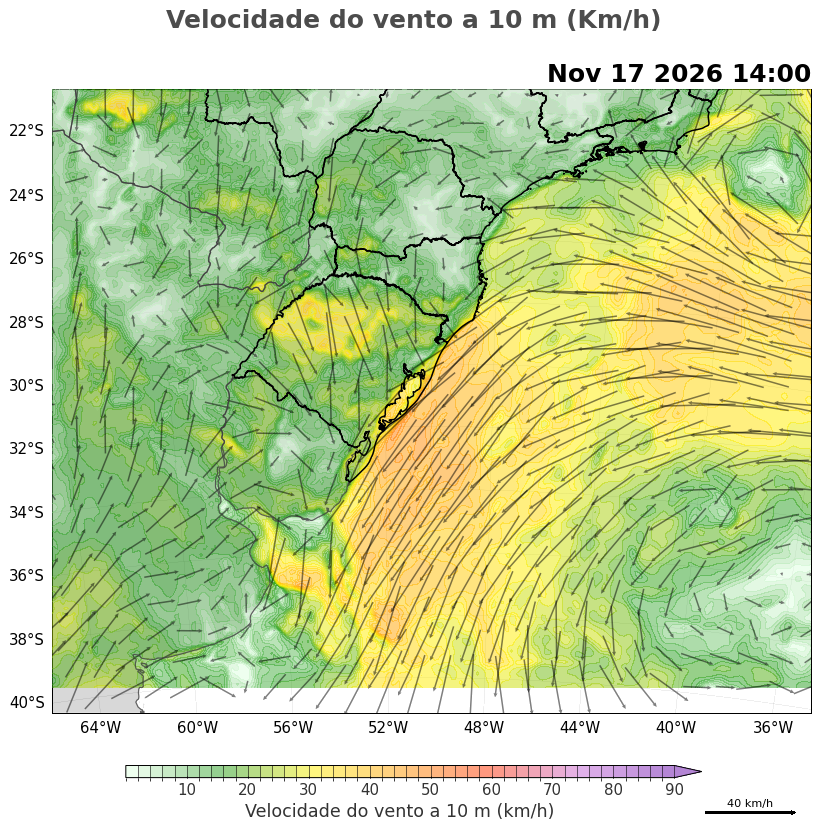 Velocidade do vento a 10 m (Km/h)
Nov 17 2026 14:00
22°S
24°S
26°S
28°S
30°S
32°S
34°S
36°S
38°S
40°S
64°W 60°W 56°W 52°W 48°W 44°W 40°W 36°W
10 20 30 40 50 60 70 80 90
Velocidade do vento a 10 m (km/h)
40 km/h